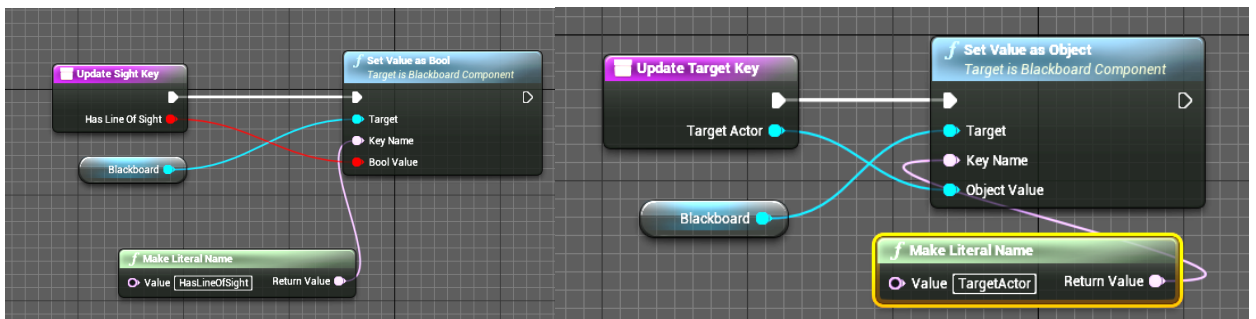 Update Sight Key
Has Line Of Sight
Blackboard
Set Value as Bool
Target is Blackboard Component
Target
Key Name
Bool Value
Make Literal Name
Value HasLineOfSight Return Value
Update Target Key
Target Actor
Blackboard
Set Value as Object
Target is Blackboard Component
Target
Key Name
Object Value
Make Literal Name
Value TargetActor Return Value